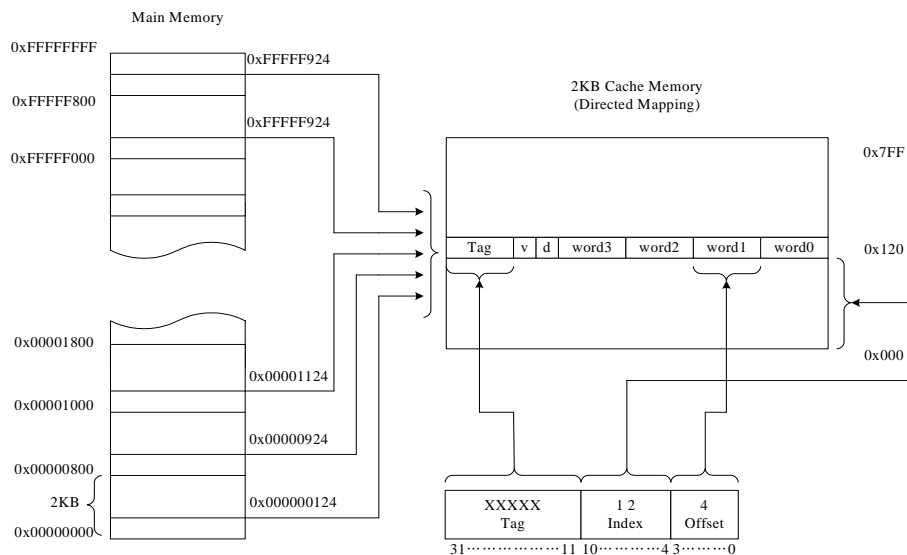 Main Memory
0xFFFFFFFF
0xFFFFF924
0xFFFFF800
0xFFFFF924
0xFFFFF000
0x00001800
0x00001124
0x00001000
0x00000924
0x00000800
2KB
0x000000124
0x00000000
2KB Cache Memory
(Directed Mapping)
0x7FF
Tag v d word3 word2 word1 word0
0x120
0x000
XXXXX
Tag
1 2
Index
4
Offset
31··················11 10············4 3······0